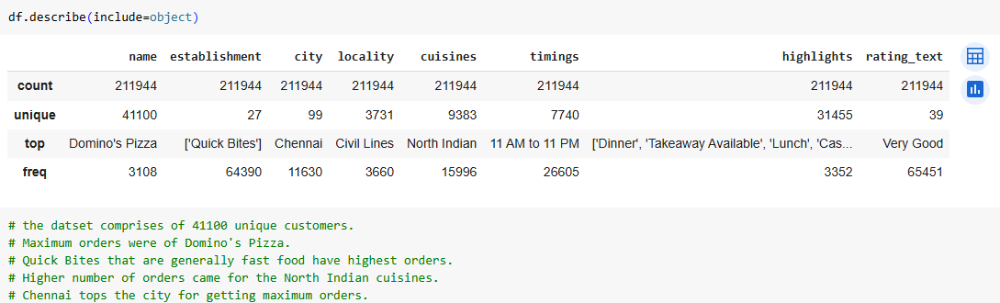 df.describe(include=object)
name establishment city locality cuisines timings highlights rating_text
count 211944 211944 211944 211944 211944 211944 211944 211944
unique 41100 27 99 3731 9383 7740 31455 39
top Domino's Pizza ['Quick Bites'] Chennai Civil Lines North Indian 11 AM to 11 PM ['Dinner', 'Takeaway Available', 'Lunch', 'Cas... Very Good
freq 3108 64390 11630 3660 15996 26605 3352 65451
# the datset comprises of 41100 unique customers.
# Maximum orders were of Domino's Pizza.
# Quick Bites that are generally fast food have highest orders.
# Higher number of orders came for the North Indian cuisines.
# Chennai tops the city for getting maximum orders.